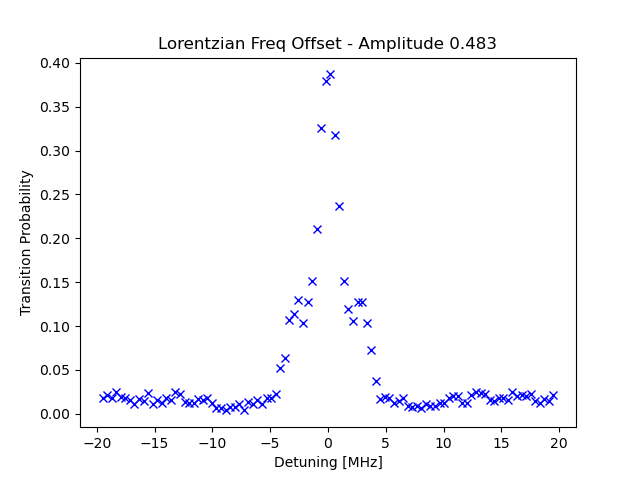 Lorentzian Freq Offset - Amplitude 0.483
Transition Probability
0.40
0.35
0.30
0.25
0.20
0.15
0.10
0.05
0.00
−20 −15 −10 −5 0 5 10 15 20
Detuning [MHz]